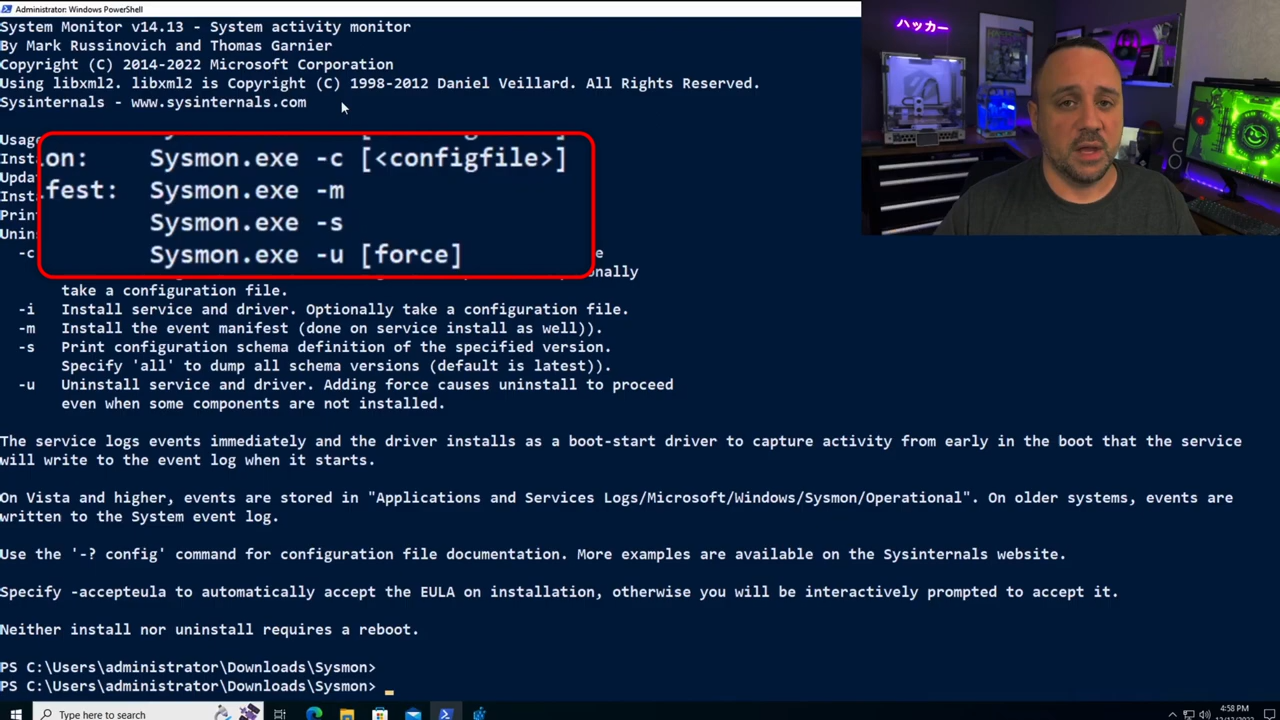 Administrator: Windows PowerShell
System Monitor v14.13 - System activity monitor
By Mark Russinovich and Thomas Garnier
Copyright (C) 2014-2022 Microsoft Corporation
Using libxml2. libxml2 is Copyright (C) 1998-2012 Daniel Veillard. All Rights Reserved.
Sysinternals - www.sysinternals.com
ハッカー
on: Sysmon.exe -c [<configfile>]
ifest: Sysmon.exe -m
Sysmon.exe -s
Sysmon.exe -u [force]
-c
take a configuration file.
-i Install service and driver. Optionally take a configuration file.
-m Install the event manifest (done on service install as well)).
-s Print configuration schema definition of the specified version.
Specify 'all' to dump all schema versions (default is latest)).
-u Uninstall service and driver. Adding force causes uninstall to proceed
even when some components are not installed.
The service logs events immediately and the driver installs as a boot-start driver to capture activity from early in the boot that the service
will write to the event log when it starts.
On Vista and higher, events are stored in "Applications and Services Logs/Microsoft/Windows/Sysmon/Operational". On older systems, events are
written to the System event log.
Use the '-? config' command for configuration file documentation. More examples are available on the Sysinternals website.
Specify -accepteula to automatically accept the EULA on installation, otherwise you will be interactively prompted to accept it.
Neither install nor uninstall requires a reboot.
PS C:\Users\administrator\Downloads\Sysmon>
PS C:\Users\administrator\Downloads\Sysmon>
Type here to search
4:58 PM